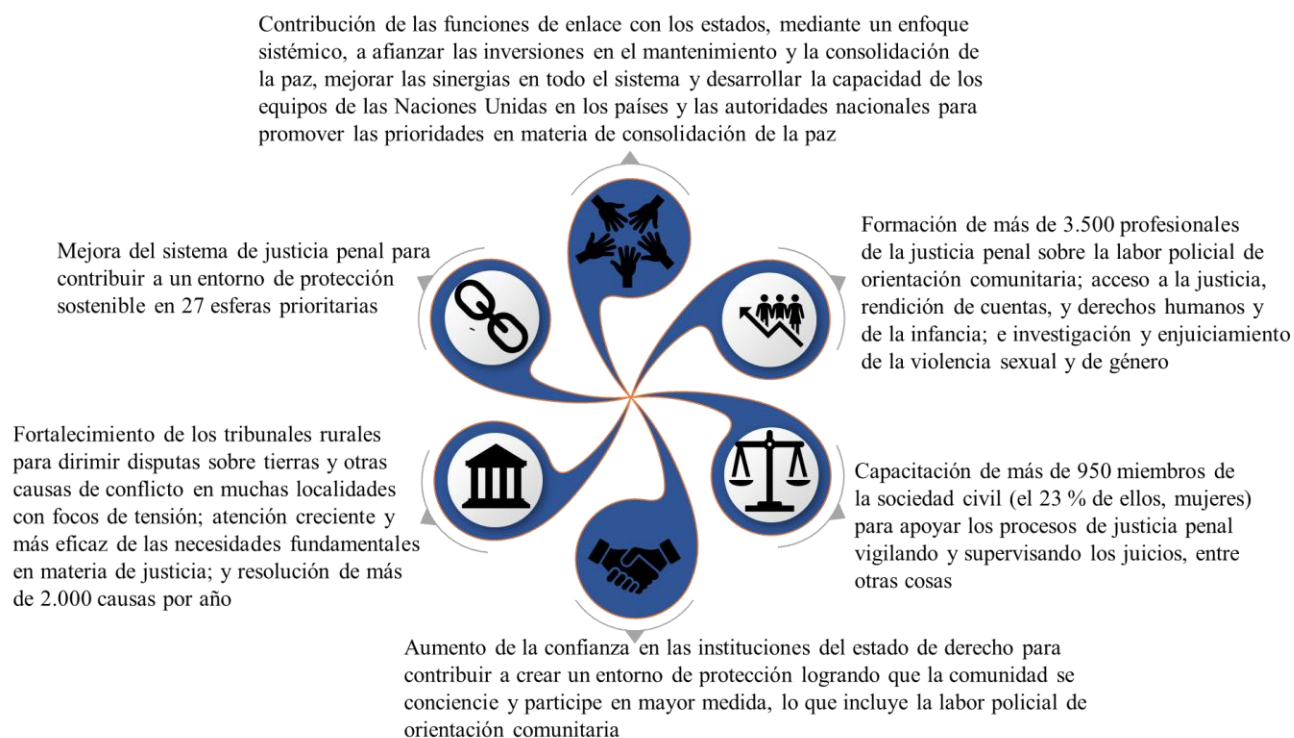 Contribución de las funciones de enlace con los estados, mediante un enfoque
sistémico, a afianzar las inversiones en el mantenimiento y la consolidación de
la paz, mejorar las sinergias en todo el sistema y desarrollar la capacidad de los
equipos de las Naciones Unidas en los países y las autoridades nacionales para
promover las prioridades en materia de consolidación de la paz
Mejora del sistema de justicia penal para
contribuir a un entorno de protección
sostenible en 27 esferas prioritarias
Formación de más de 3.500 profesionales
de la justicia penal sobre la labor policial de
orientación comunitaria; acceso a la justicia,
rendición de cuentas, y derechos humanos y
de la infancia; e investigación y enjuiciamiento
de la violencia sexual y de género
Fortalecimiento de los tribunales rurales
para dirimir disputas sobre tierras y otras
causas de conflicto en muchas localidades
con focos de tensión; atención creciente y
más eficaz de las necesidades fundamentales
en materia de justicia; y resolución de más
de 2.000 causas por año
Capacitación de más de 950 miembros de
la sociedad civil (el 23 % de ellos, mujeres)
para apoyar los procesos de justicia penal
vigilando y supervisando los juicios, entre
otras cosas
Aumento de la confianza en las instituciones del estado de derecho para
contribuir a crear un entorno de protección logrando que la comunidad se
conciencie y participe en mayor medida, lo que incluye la labor policial de
orientación comunitaria